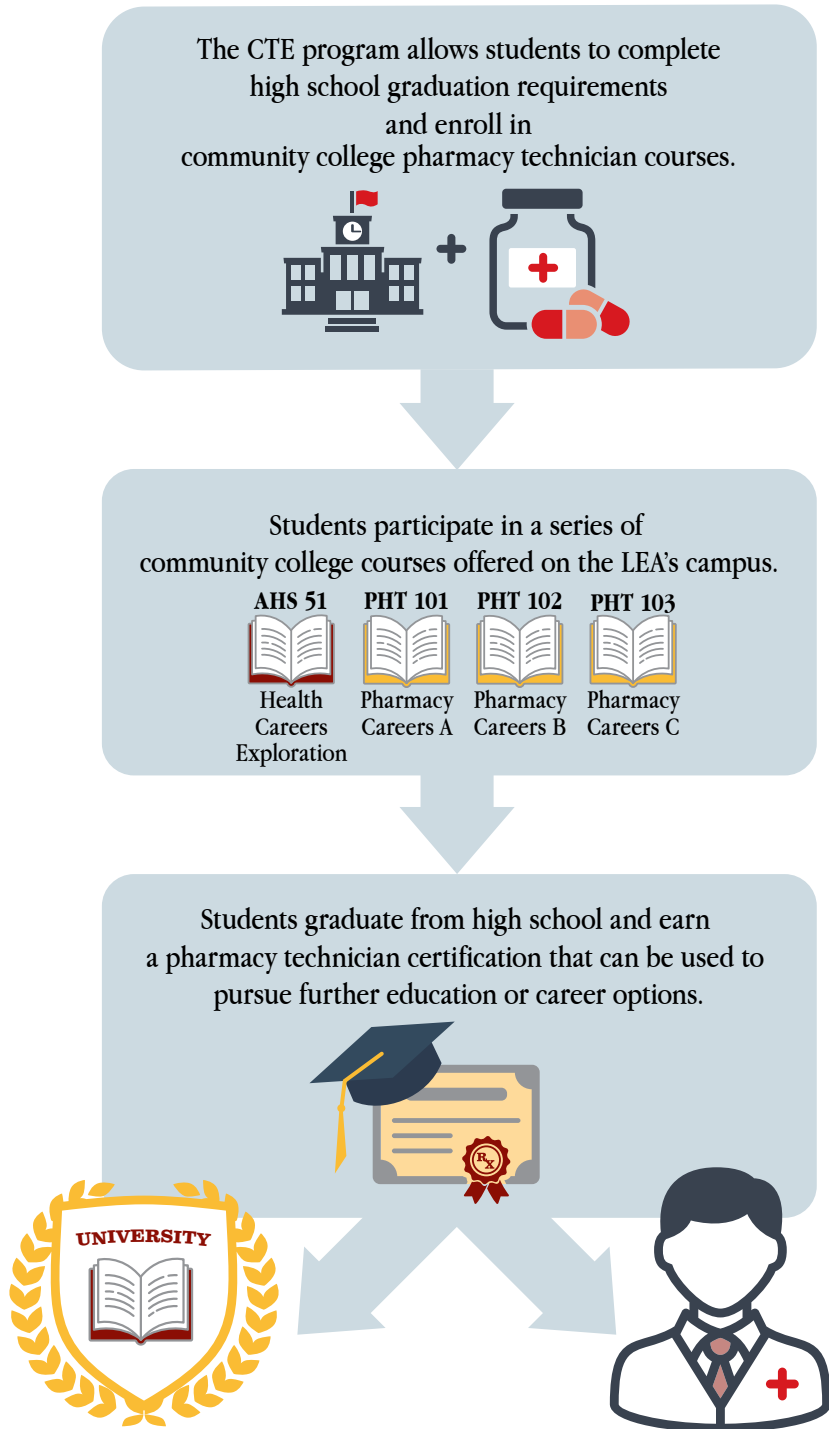 The CTE program allows students to complete
high school graduation requirements
and enroll in
community college pharmacy technician courses.
Students participate in a series of
community college courses offered on the LEA's campus.
AHS 51 PHT 101 PHT 102 PHT 103
Health Careers Exploration
Pharmacy Careers A
Pharmacy Careers B
Pharmacy Careers C
Students graduate from high school and earn
a pharmacy technician certification that can be used to
pursue further education or career options.
RX
UNIVERSITY